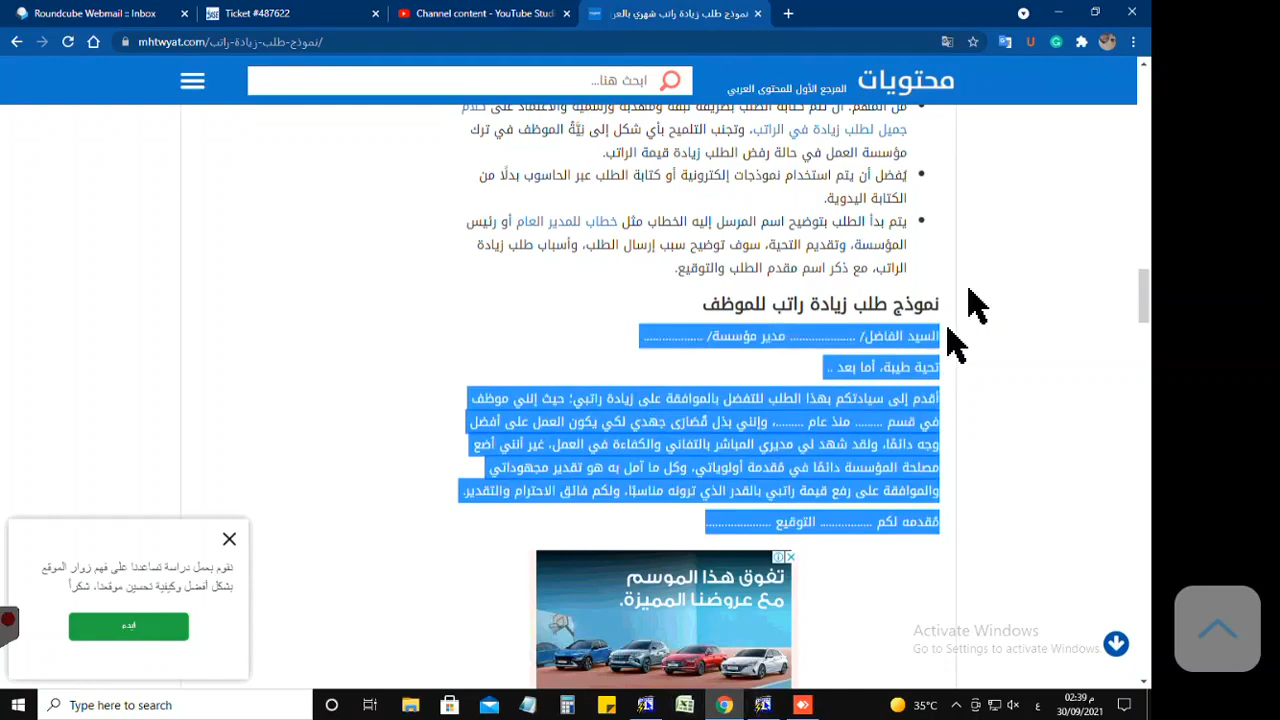 Roundcube Webmail :: Inbox
Ticket #487622
Channel content - YouTube Stud
نموذج طلب زيادة راتب شهري بالعر
mhtwyat.com/نموذج-طلب-زيادة-راتب/
محتويات
المرجع الأول للمحتوى العربي
ابحث هنا...
جميل لطلب زيادة في الراتب، وتجنب التلميح بأي شكل إلى نِيَّةُ الموظف في ترك
مؤسسة العمل في حالة رفض الطلب زيادة قيمة الراتب.
يُفضل أن يتم استخدام نموذجات إلكترونية أو كتابة الطلب عبر الحاسوب بدلًا من
الكتابة اليدوية.
يتم بدأ الطلب بتوضيح اسم المرسل إليه الخطاب مثل خطاب للمدير العام أو رئيس
المؤسسة، وتقديم التحية، سوف توضيح سبب إرسال الطلب، وأسباب طلب زيادة
الراتب، مع ذكر اسم مقدم الطلب والتوقيع.
نموذج طلب زيادة راتب للموظف
السيد الفاضل/ .................... مدير مؤسسة/ ..................
تحية طيبة، أما بعد ..
أقدم إلى سيادتكم بهذا الطلب للتفضل بالموافقة على زيادة راتبي؛ حيث إنني موظف
في قسم ......... منذ عام .........، وإنني بذل قُصَارَى جهدي لكي يكون العمل على أفضل
وجه دائمًا، ولقد شهد لي مديري المباشر بالتفاني والكفاءة في العمل، غير أنني أضع
مصلحة المؤسسة دائمًا في مُقدمة أولوياتي، وكل ما آمل به هو تقدير مجهوداتي
والموافقة على رفع قيمة راتبي بالقدر الذي ترونه مناسبًا، ولكم فائق الاحترام والتقدير.
مُقدمه لكم ................ التوقيع ....................
نقوم بعمل دراسة تساعدنا على فهم زوار الموقع
بشكل أفضل وكيفية تحسين موقعنا، شكراً
ابدء
تفوق هذا الموسم
مع عروضنا المميزة.
Activate Windows
Go to Settings to activate Windows.
Type here to search
35°C
ع
02:39 م
30/09/2021